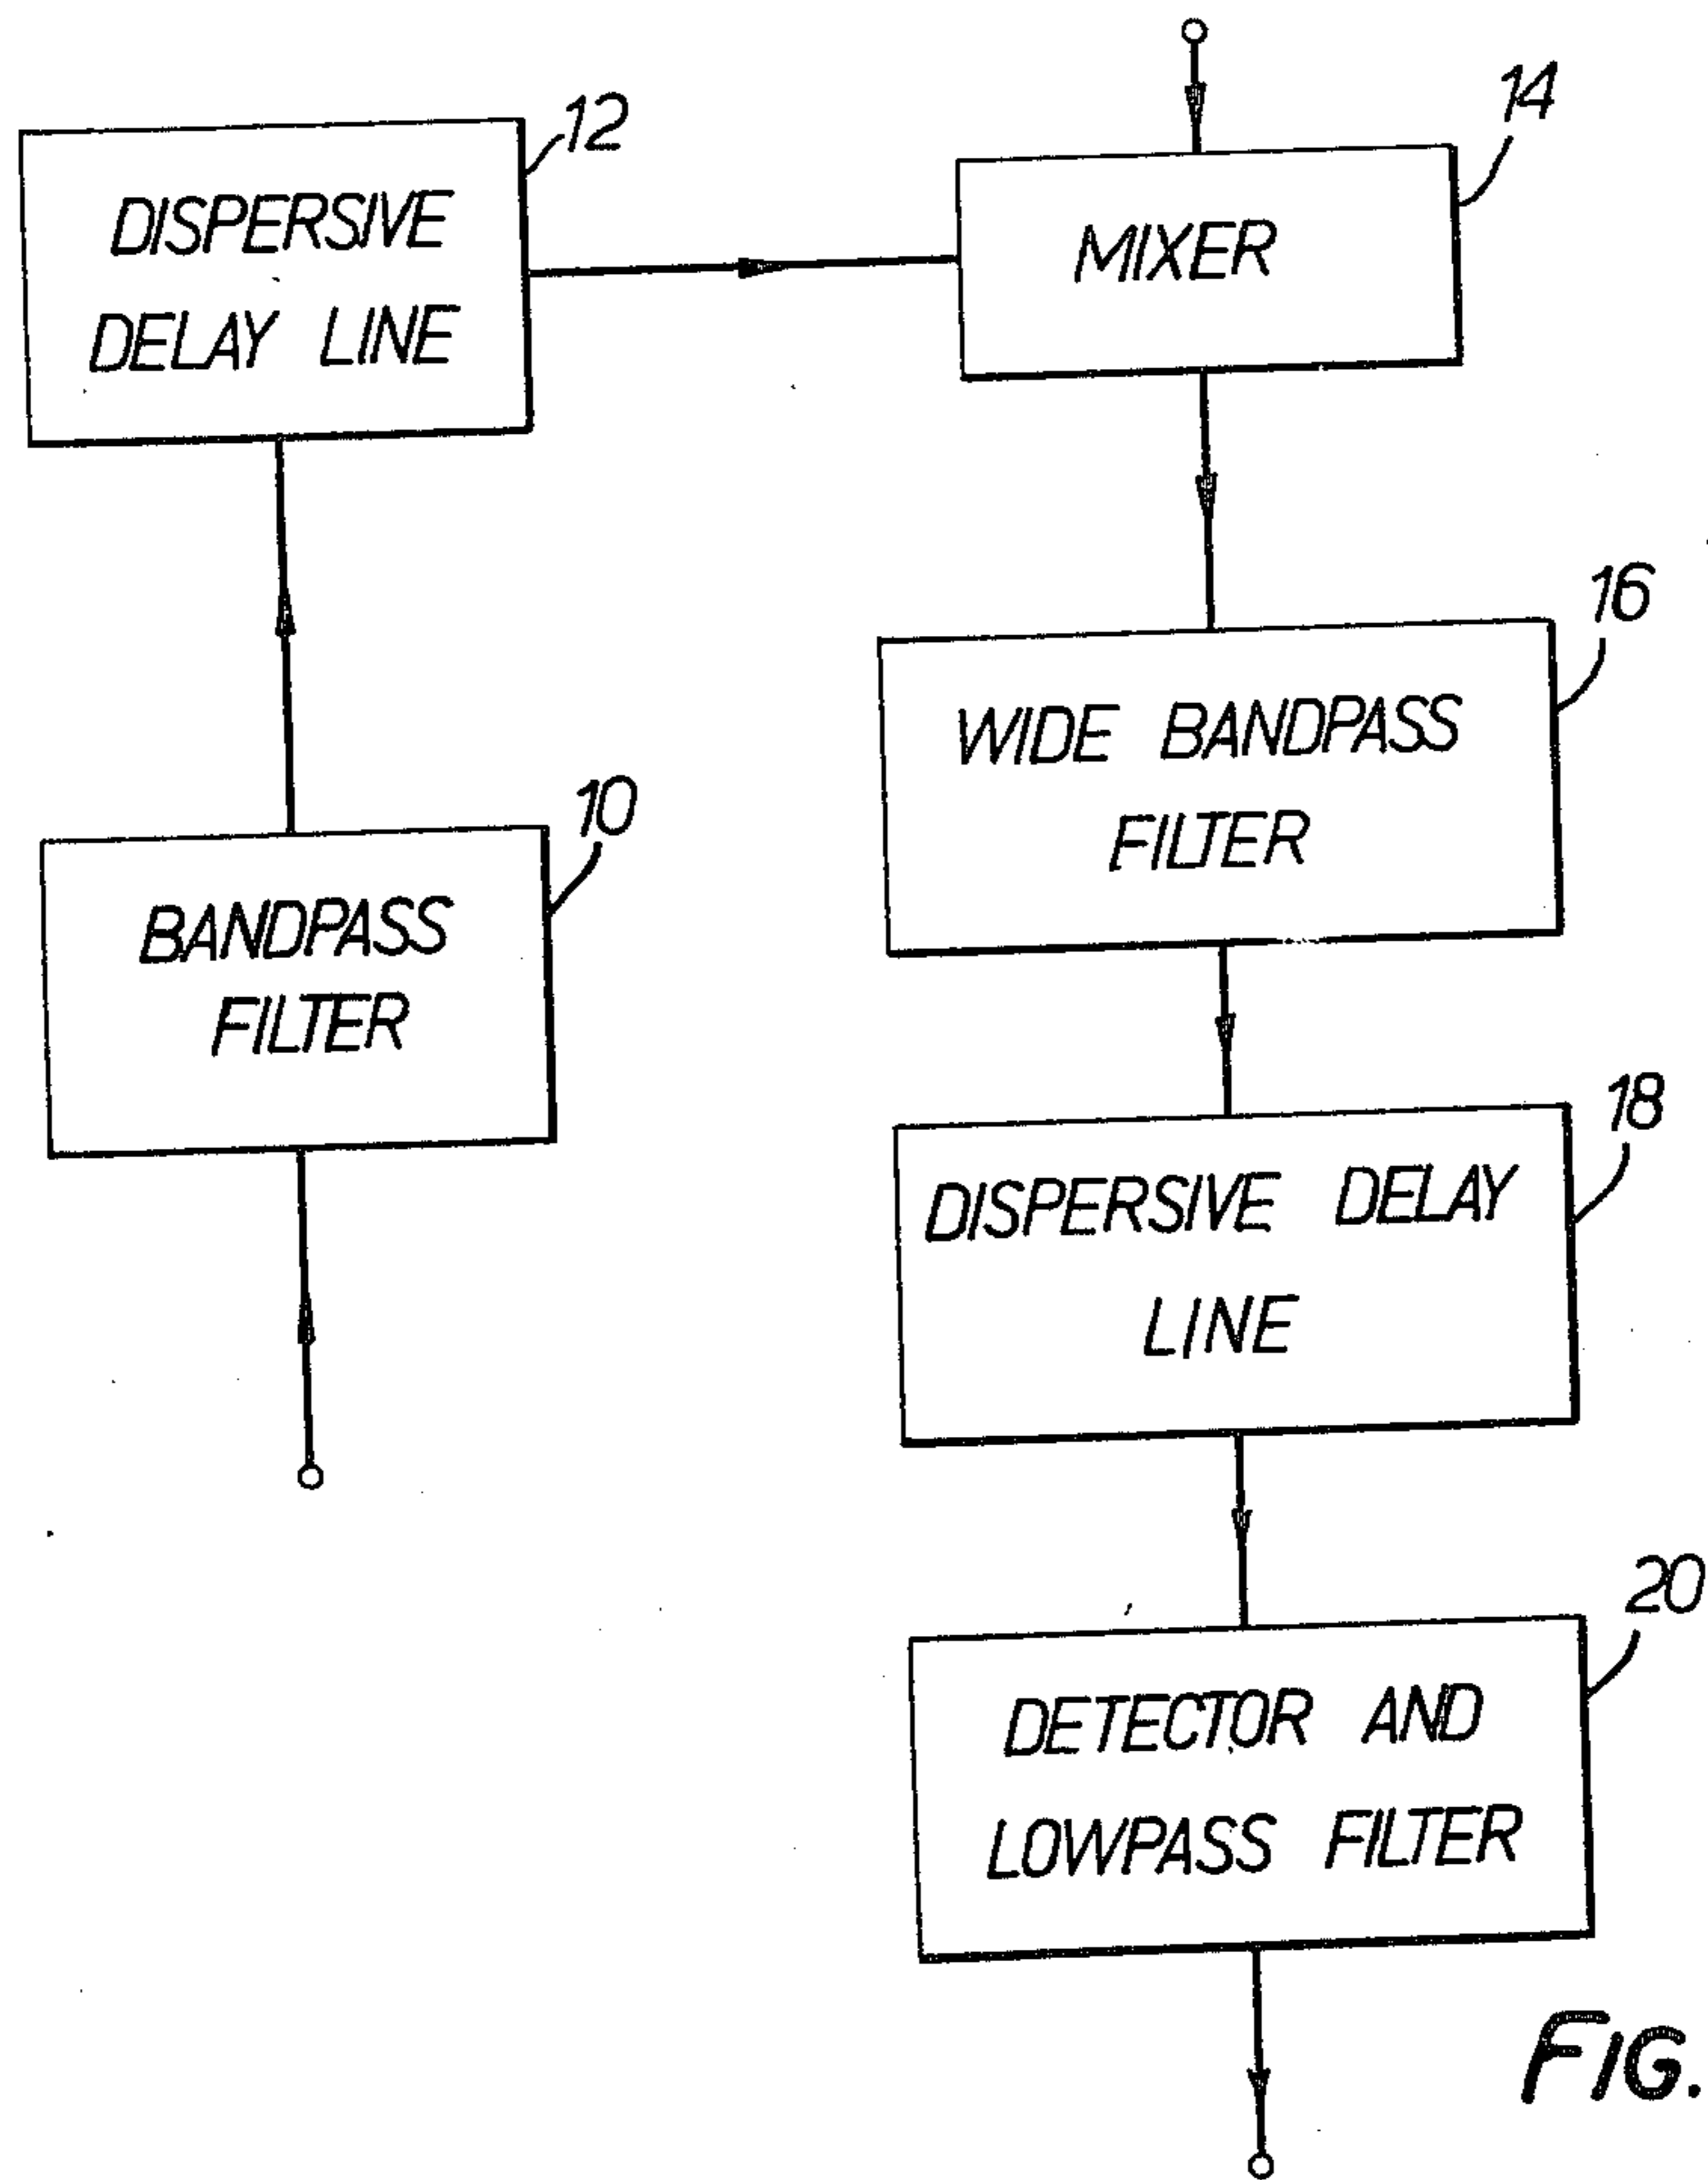 12
DISPERSIVE
DELAY LINE
14
MIXER
16
WIDE BANDPASS
FILTER
10
BANDPASS
FILTER
18
DISPERSIVE DELAY
LINE
20
DETECTOR AND
LOWPASS FILTER
FIG.